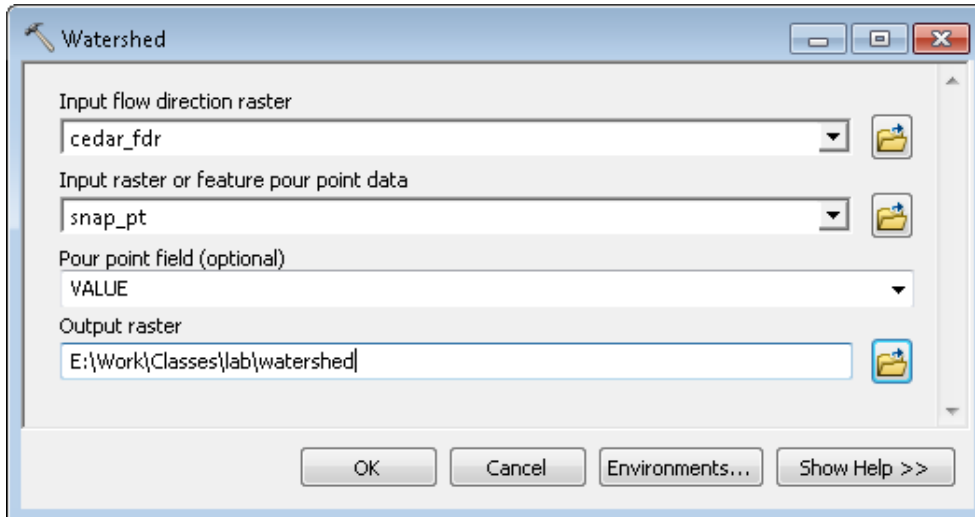 Watershed
Input flow direction raster
cedar_fdr
Input raster or feature pour point data
snap_pt
Pour point field (optional)
VALUE
Output raster
E:\Work\Classes\lab\watershed
OK Cancel Environments... Show Help >>